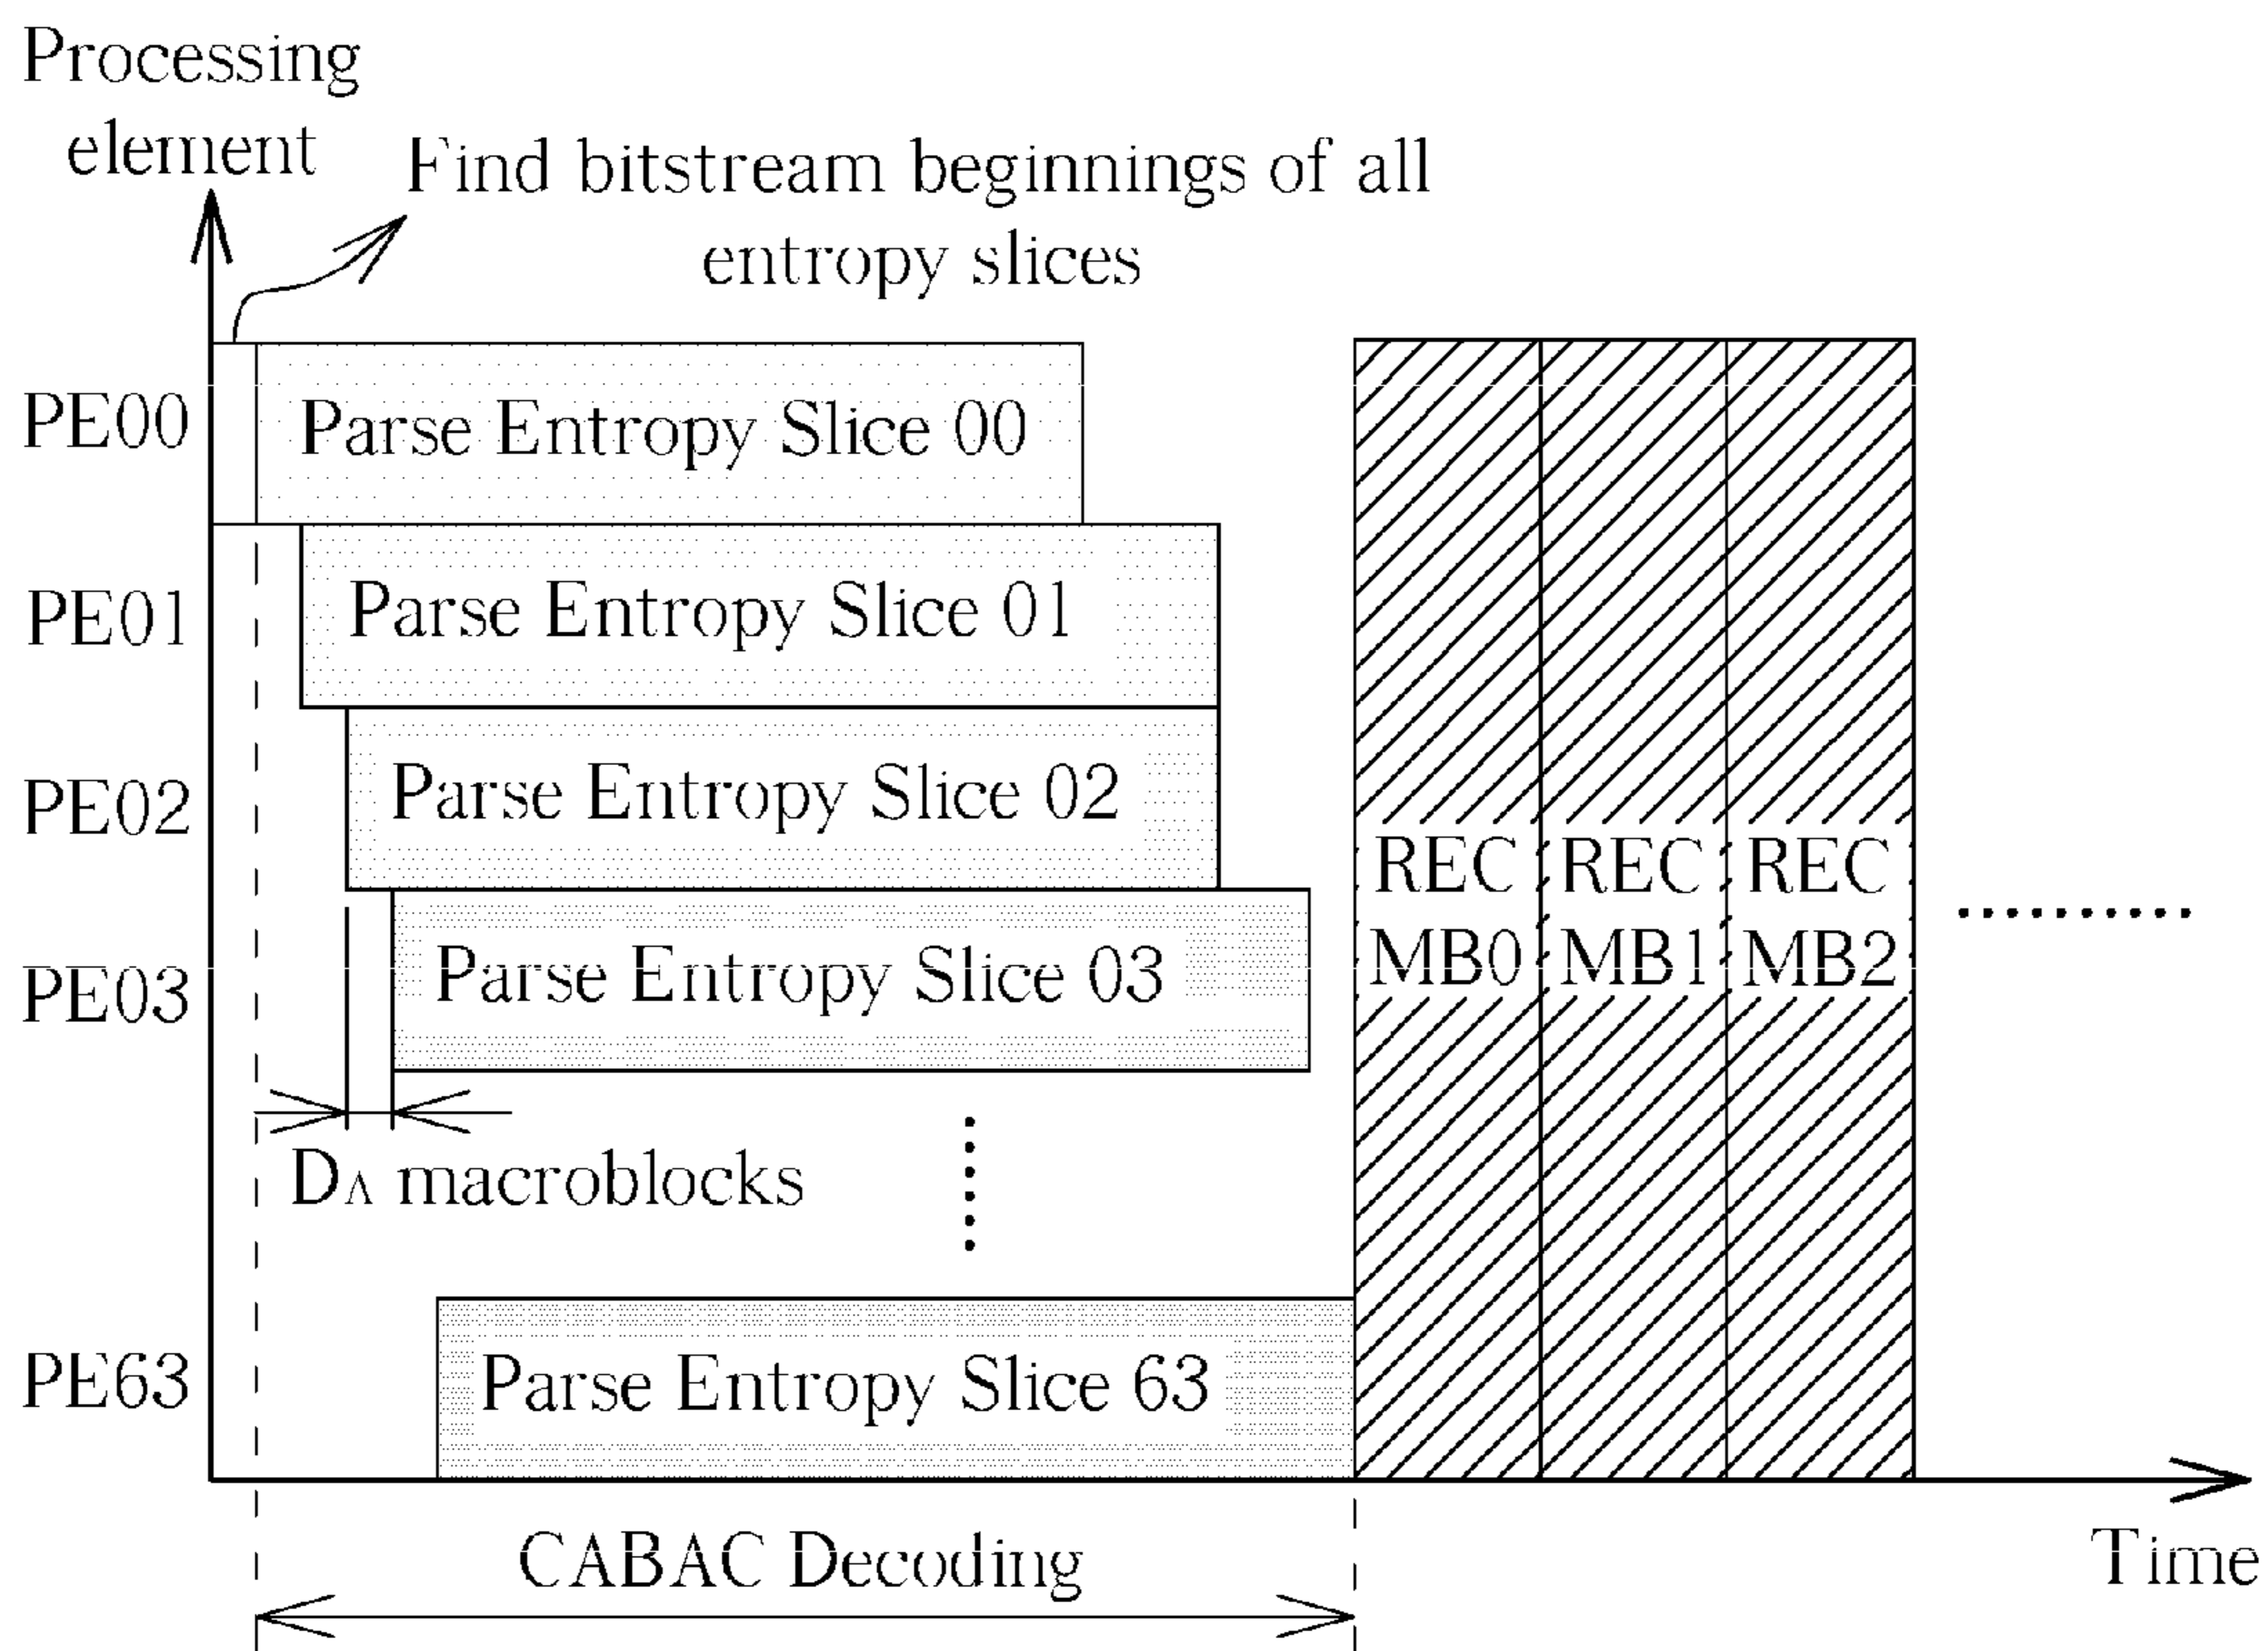 Processing
element
Find bitstream beginnings of all
entropy slices
PE00
Parse Entropy Slice 00
PE01
Parse Entropy Slice 01
PE02
Parse Entropy Slice 02
PE03
Parse Entropy Slice 03
REC
MB0
REC
MB1
REC
MB2
DA macroblocks
PE63
Parse Entropy Slice 63
CABAC Decoding
Time